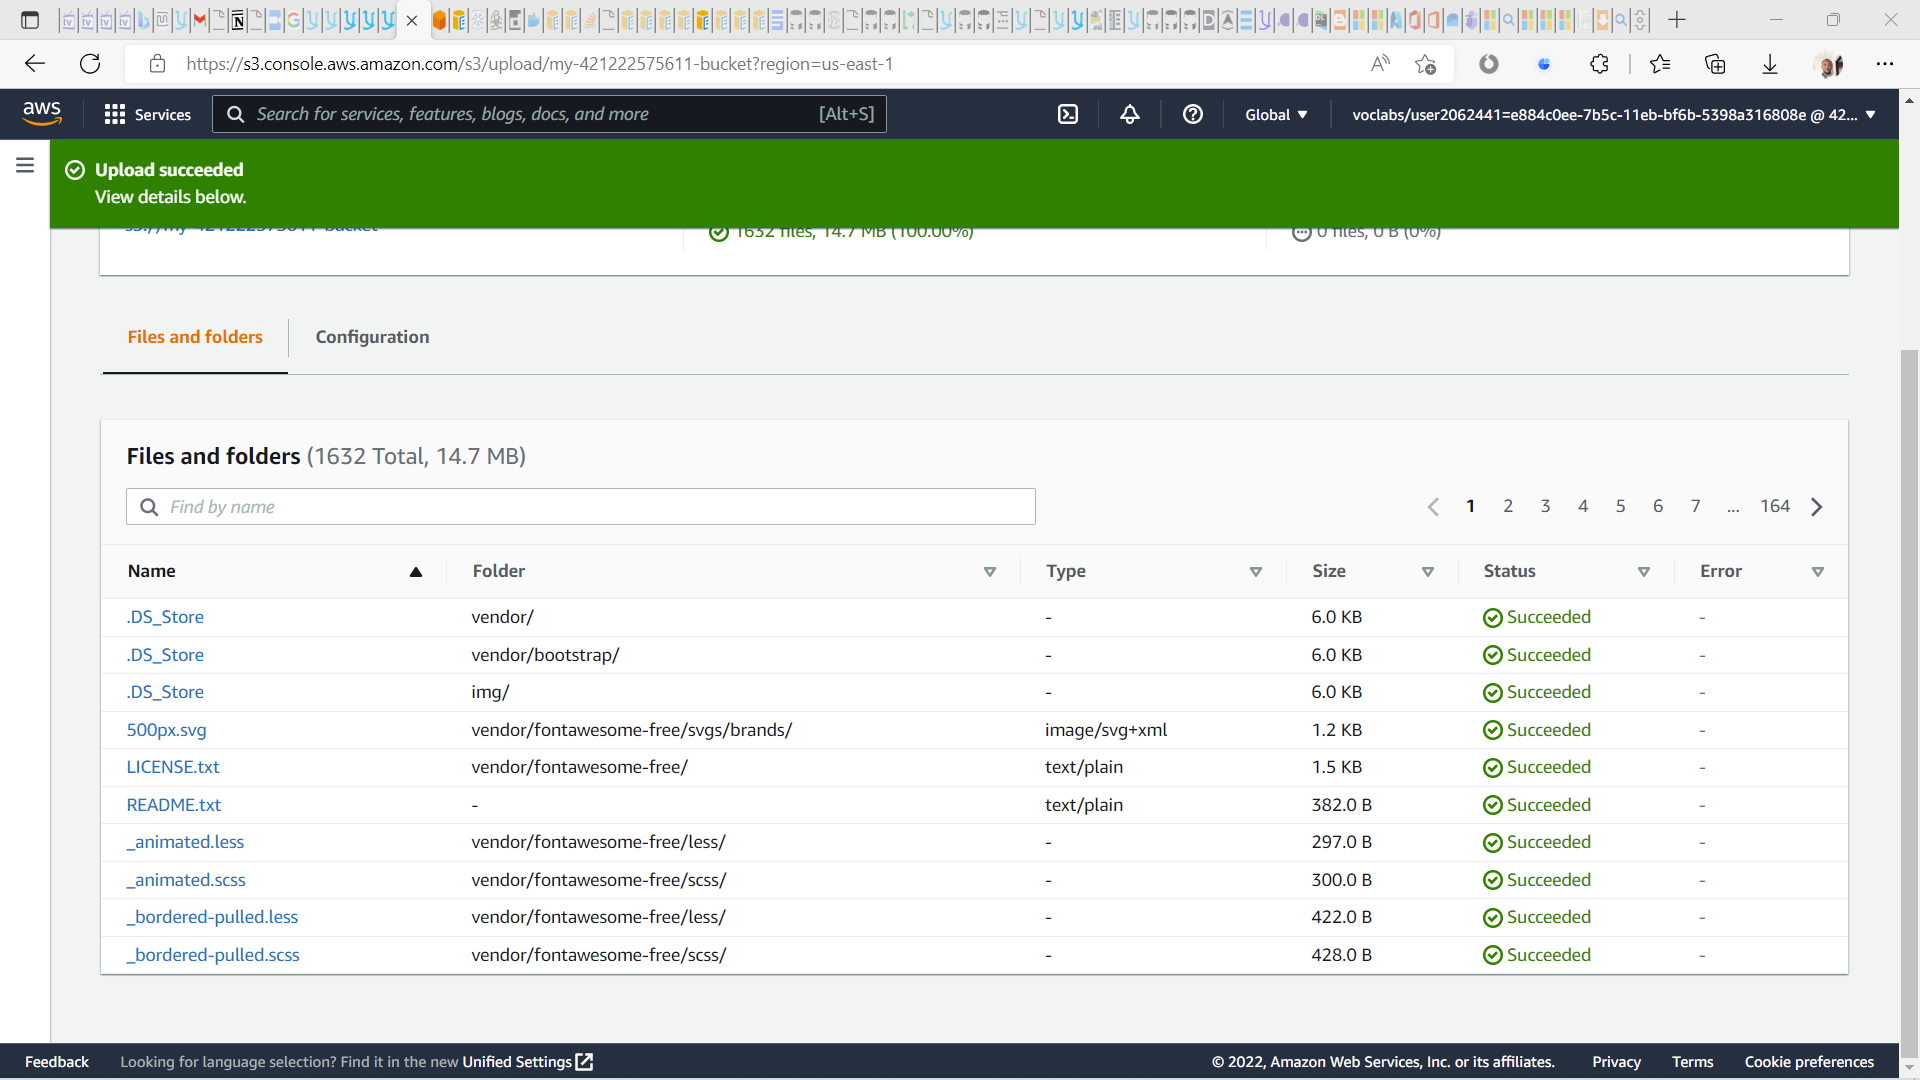 https://s3.console.aws.amazon.com/s3/upload/my-421222575611-bucket?region=us-east-1
aws Services Search for services, features, blogs, docs, and more [Alt+S] Global ▼ voclabs/user2062441=e884c0ee-7b5c-11eb-bf6b-5398a316808e @ 42... ▼
Upload succeeded
View details below.
s3://my-421222575611-bucket 1632 files, 14.7 MB (100.00%) 0 files, 0 B (0%)
Files and folders Configuration
Files and folders (1632 Total, 14.7 MB)
Find by name 1 2 3 4 5 6 7 ... 164
Name Folder Type Size Status Error
.DS_Store vendor/ - 6.0 KB Succeeded -
.DS_Store vendor/bootstrap/ - 6.0 KB Succeeded -
.DS_Store img/ - 6.0 KB Succeeded -
500px.svg vendor/fontawesome-free/svgs/brands/ image/svg+xml 1.2 KB Succeeded -
LICENSE.txt vendor/fontawesome-free/ text/plain 1.5 KB Succeeded -
README.txt - text/plain 382.0 B Succeeded -
_animated.less vendor/fontawesome-free/less/ - 297.0 B Succeeded -
_animated.scss vendor/fontawesome-free/scss/ - 300.0 B Succeeded -
_bordered-pulled.less vendor/fontawesome-free/less/ - 422.0 B Succeeded -
_bordered-pulled.scss vendor/fontawesome-free/scss/ - 428.0 B Succeeded -
Feedback Looking for language selection? Find it in the new Unified Settings © 2022, Amazon Web Services, Inc. or its affiliates. Privacy Terms Cookie preferences